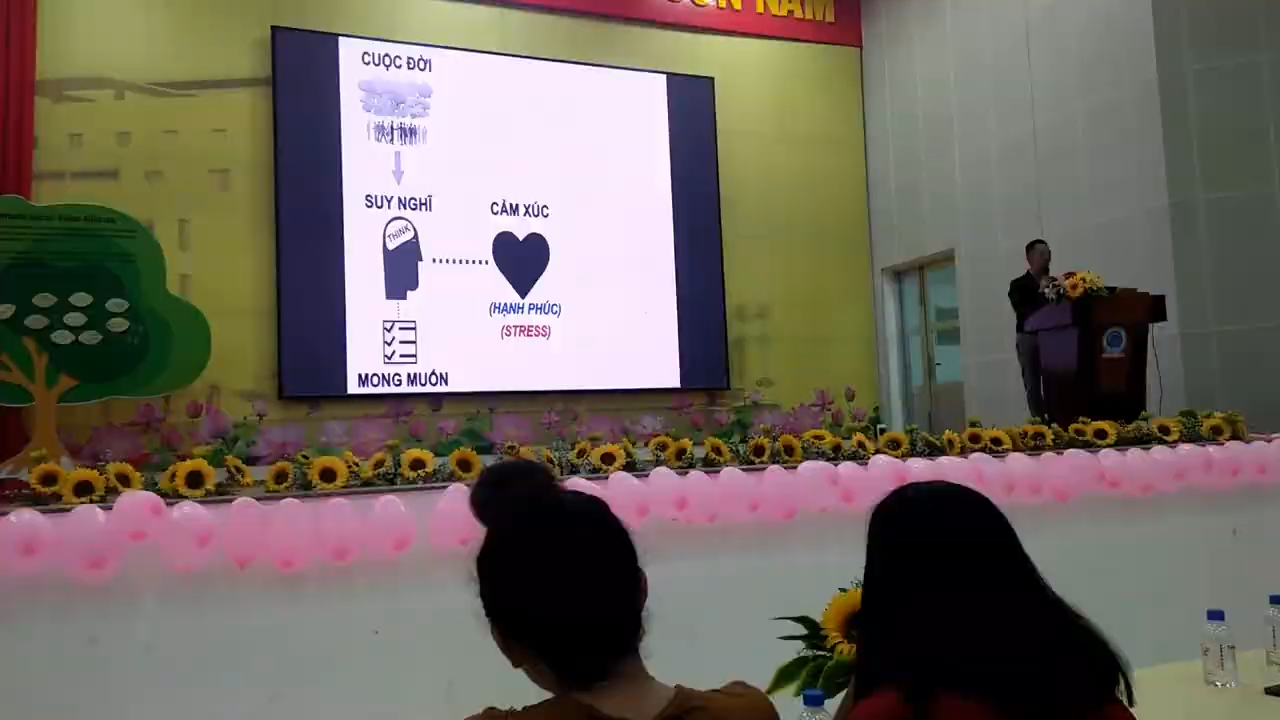 NAM
CUỘC ĐỜI
SUY NGHĨ
CẢM XÚC
THINK
(HẠNH PHÚC)
(STRESS)
MONG MUỐN